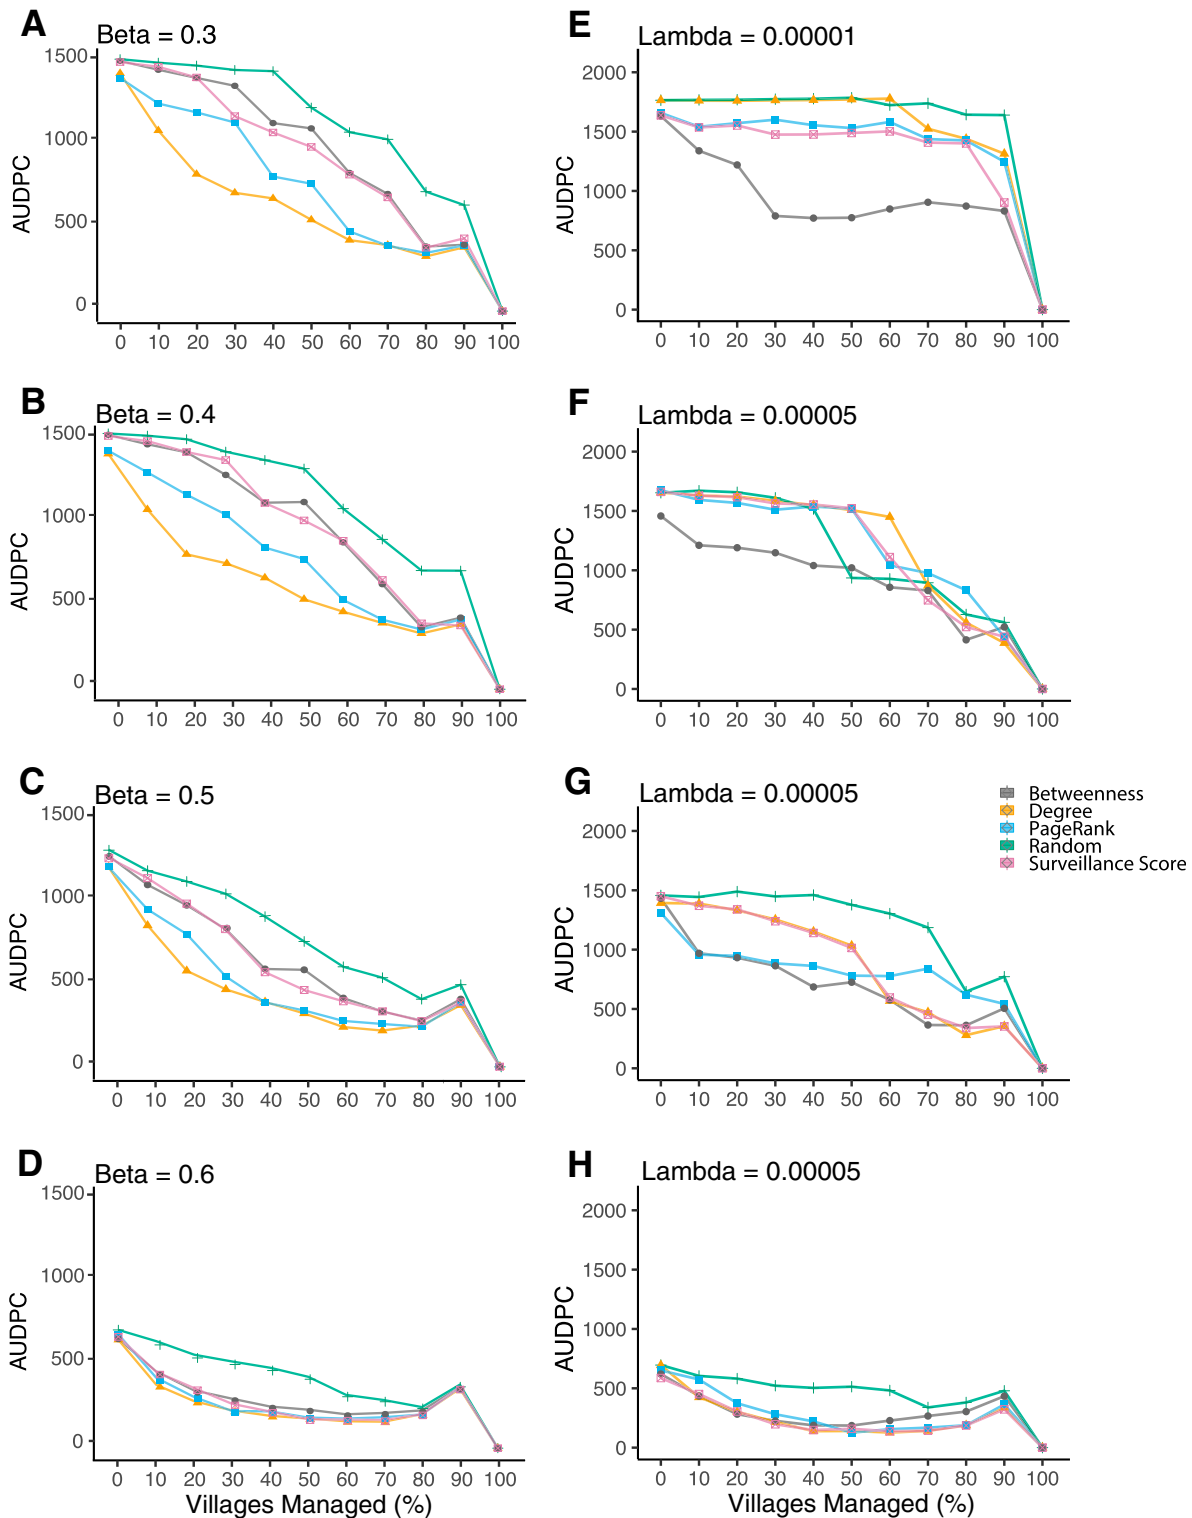 A
Beta = 0.3
AUDPC
1500
1000
500
0
0 10 20 30 40 50 60 70 80 90 100
B
Beta = 0.4
AUDPC
1500
1000
500
0
0 10 20 30 40 50 60 70 80 90 100
C
Beta = 0.5
AUDPC
1500
1000
500
0
0 10 20 30 40 50 60 70 80 90 100
D
Beta = 0.6
AUDPC
1500
1000
500
0
0 10 20 30 40 50 60 70 80 90 100
Villages Managed (%)
E
Lambda = 0.00001
AUDPC
2000
1500
1000
500
0
0 10 20 30 40 50 60 70 80 90 100
F
Lambda = 0.00005
AUDPC
2000
1500
1000
500
0
0 10 20 30 40 50 60 70 80 90 100
G
Lambda = 0.00005
AUDPC
2000
1500
1000
500
0
0 10 20 30 40 50 60 70 80 90 100
Betweenness
Degree
PageRank
Random
Surveillance Score
H
Lambda = 0.00005
AUDPC
2000
1500
1000
500
0
0 10 20 30 40 50 60 70 80 90 100
Villages Managed (%)